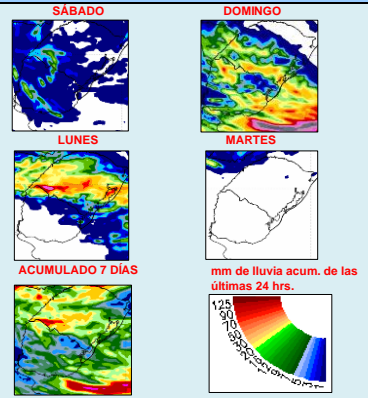 SÁBADO
DOMINGO
LUNES
MARTES
ACUMULADO 7 DÍAS
mm de lluvia acum. de las
últimas 24 hrs.
125
90
70